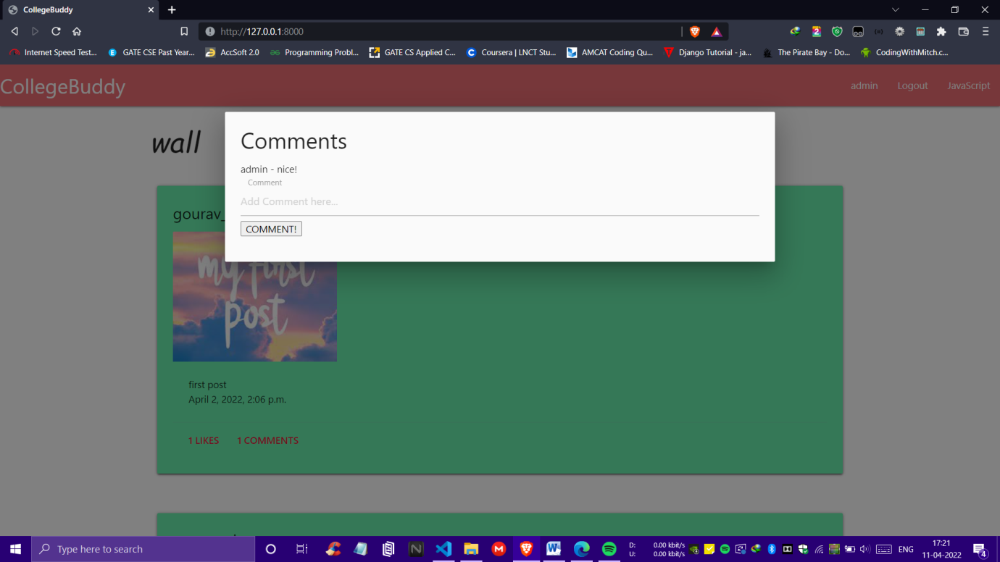 CollegeBuddy
http://127.0.0.1:8000
Internet Speed Test... GATE CSE Past Year... AccSoft 2.0 Programming Probl... GATE CS Applied C... Coursera | LNCT Stu... AMCAT Coding Qu... Django Tutorial - ja... The Pirate Bay - Do... CodingWithMitch.c...
CollegeBuddy admin Logout JavaScript
wall
Comments
admin - nice!
Comment
Add Comment here...
COMMENT!
gourav_
my first
post
first post
April 2, 2022, 2:06 p.m.
1 LIKES 1 COMMENTS
Type here to search
D: 0.00 kbit/s
U: 0.00 kbit/s
ENG
17:21
11-04-2022
4